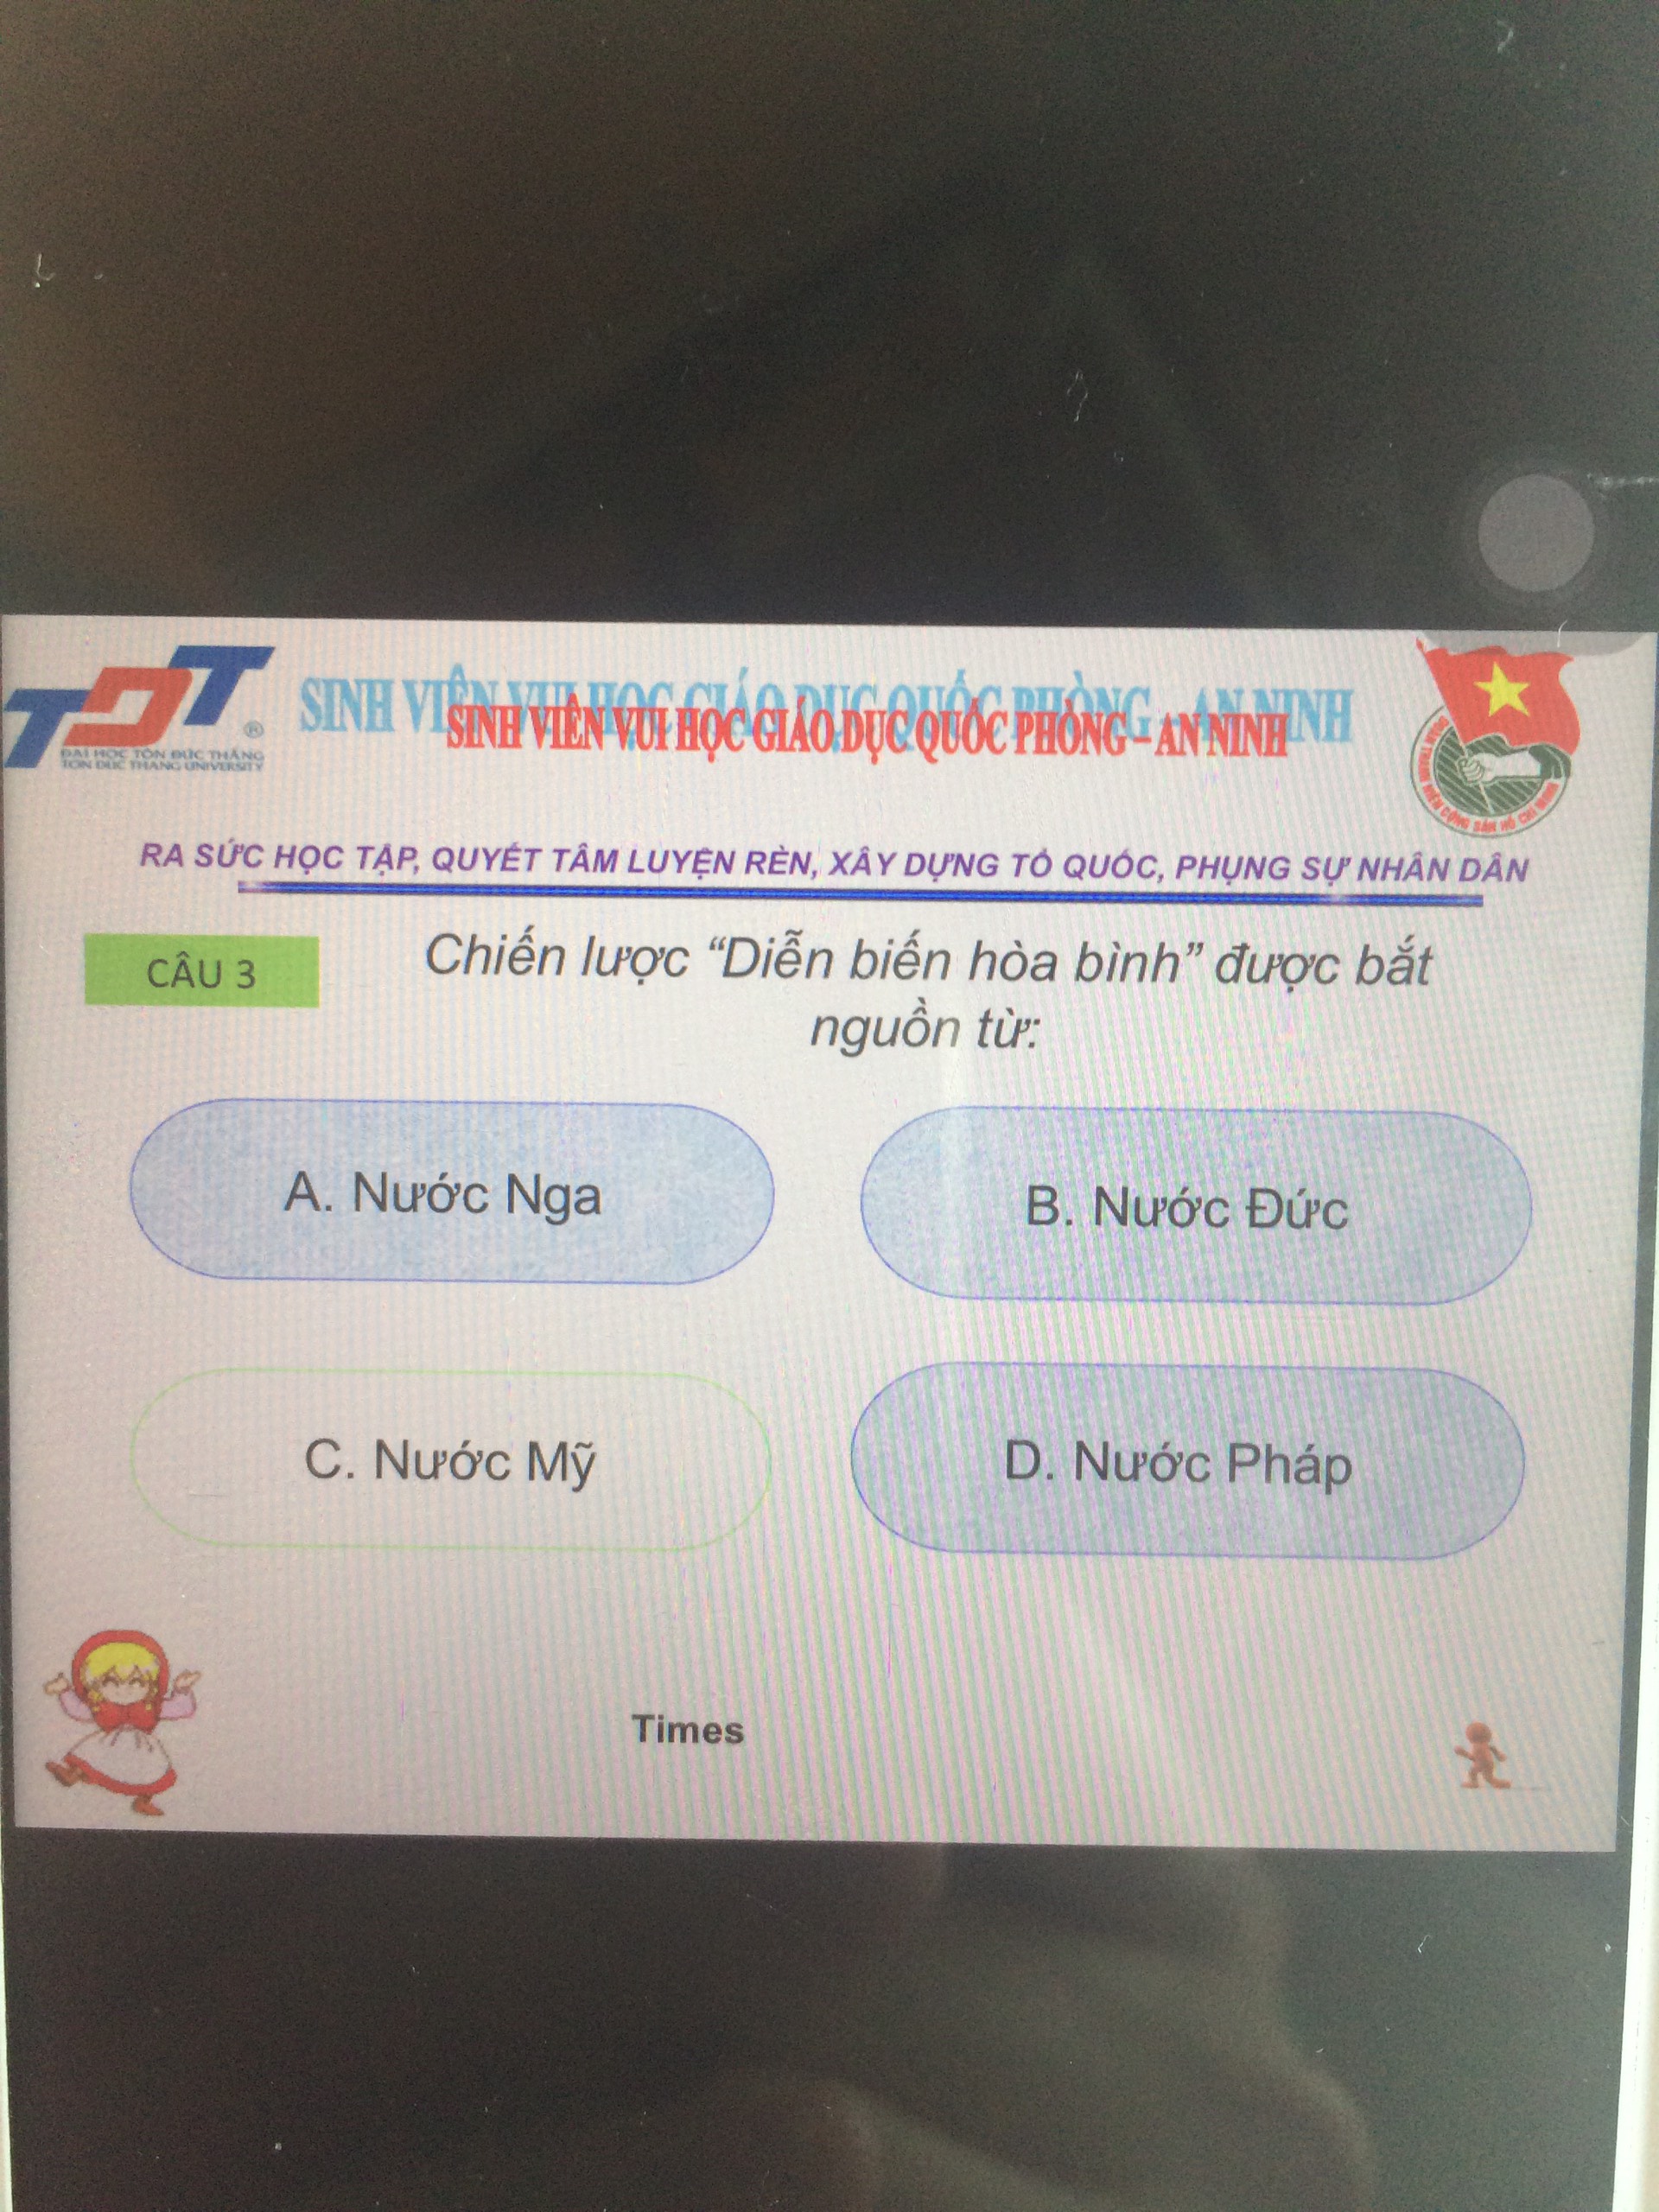 TDT ®
ĐẠI HỌC TÔN ĐỨC THẮNG
TON DUC THANG UNIVERSITY
SINH VIÊN VUI HỌC GIÁO DỤC QUỐC PHÒNG - AN NINH
SINH VIÊN VUI HỌC GIÁO DỤC QUỐC PHÒNG – AN NINH
ĐOÀN THANH NIÊN CỘNG SẢN HỒ CHÍ MINH
RA SỨC HỌC TẬP, QUYẾT TÂM LUYỆN RÈN, XÂY DỰNG TỔ QUỐC, PHỤNG SỰ NHÂN DÂN
CÂU 3
Chiến lược “Diễn biến hòa bình” được bắt
nguồn từ:
A. Nước Nga
B. Nước Đức
C. Nước Mỹ
D. Nước Pháp
Times